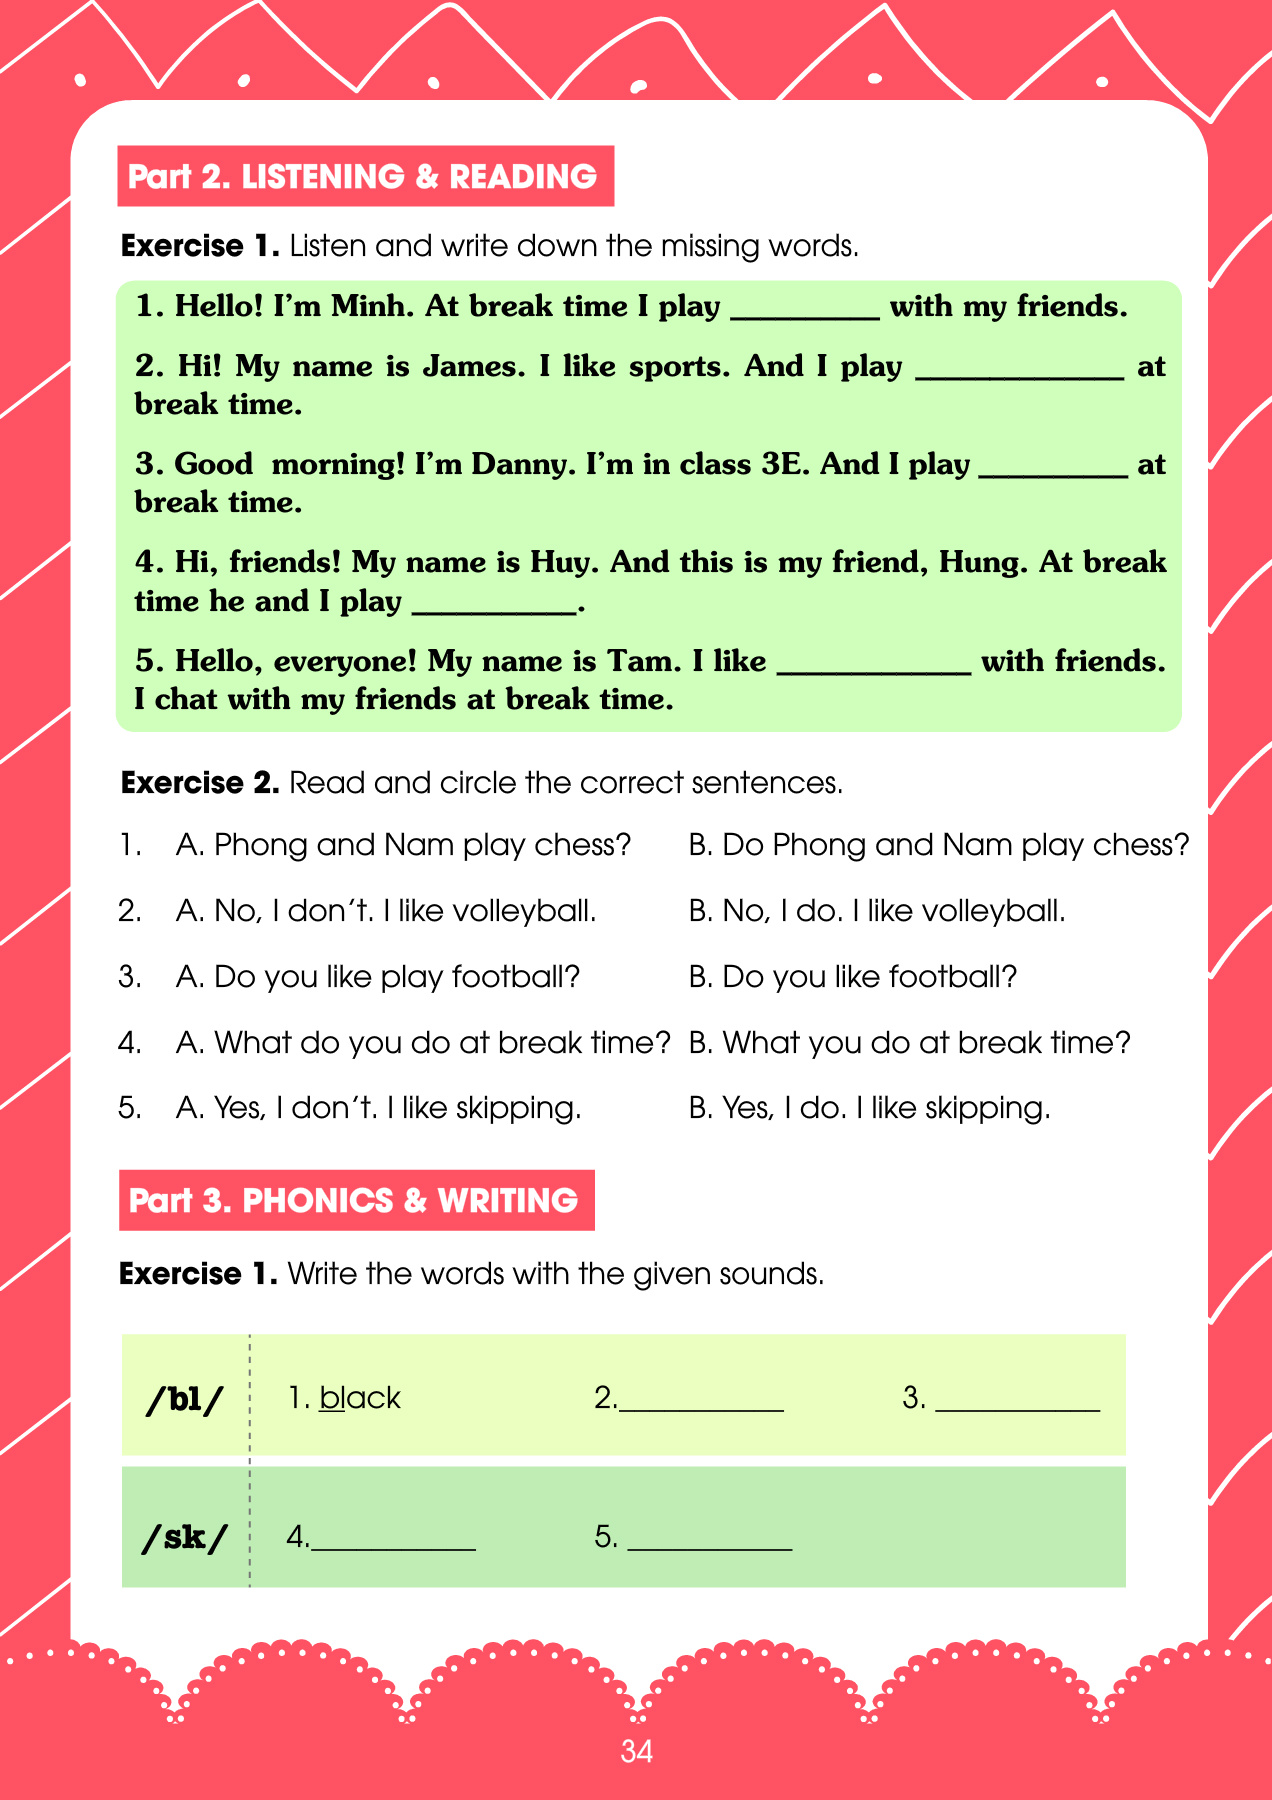 Part 2. LISTENING & READING
Exercise 1. Listen and write down the missing words.
1. Hello! I’m Minh. At break time I play __________ with my friends.
2. Hi! My name is James. I like sports. And I play ______________ at
break time.
3. Good morning! I’m Danny. I’m in class 3E. And I play __________ at
break time.
4. Hi, friends! My name is Huy. And this is my friend, Hung. At break
time he and I play ___________.
5. Hello, everyone! My name is Tam. I like _____________ with friends.
I chat with my friends at break time.
Exercise 2. Read and circle the correct sentences.
1. A. Phong and Nam play chess? B. Do Phong and Nam play chess?
2. A. No, I don’t. I like volleyball. B. No, I do. I like volleyball.
3. A. Do you like play football? B. Do you like football?
4. A. What do you do at break time? B. What you do at break time?
5. A. Yes, I don’t. I like skipping. B. Yes, I do. I like skipping.
Part 3. PHONICS & WRITING
Exercise 1. Write the words with the given sounds.
/bl/ 1. black 2.___________ 3. ___________
/sk/ 4.___________ 5. ___________
34